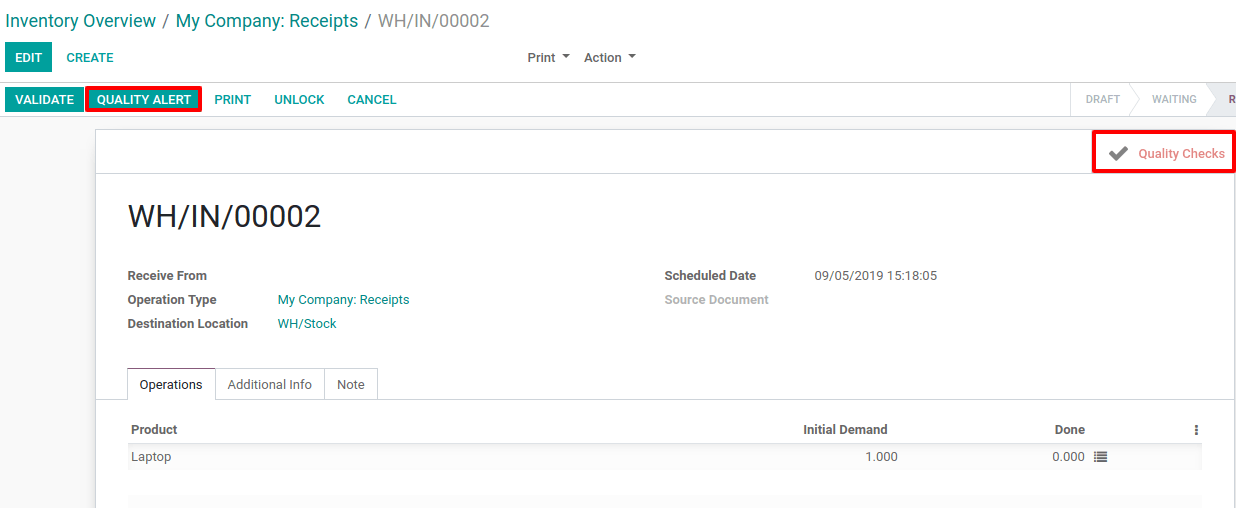 Inventory Overview / My Company: Receipts / WH/IN/00002
EDIT CREATE Print Action
VALIDATE QUALITY ALERT PRINT UNLOCK CANCEL DRAFT WAITING
Quality Checks
WH/IN/00002
Receive From Scheduled Date 09/05/2019 15:18:05
Operation Type My Company: Receipts Source Document
Destination Location WH/Stock
Operations Additional Info Note
Product Initial Demand Done
Laptop 1.000 0.000